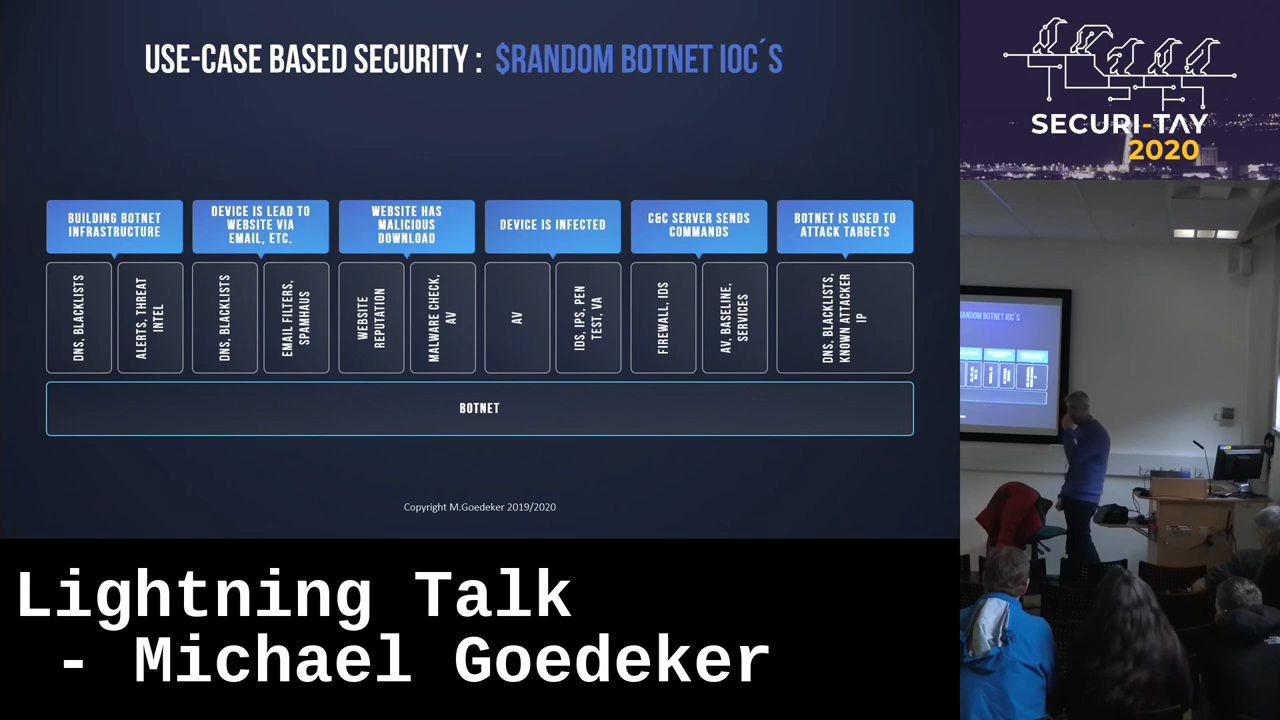 USE-CASE BASED SECURITY : $RANDOM BOTNET IOC´S
BUILDING BOTNET
INFRASTRUCTURE
DEVICE IS LEAD TO
WEBSITE VIA
EMAIL, ETC.
WEBSITE HAS
MALICIOUS
DOWNLOAD
DEVICE IS INFECTED
C&C SERVER SENDS
COMMANDS
BOTNET IS USED TO
ATTACK TARGETS
DNS, BLACKLISTS
ALERTS, THREAT
INTEL
DNS, BLACKLISTS
EMAIL FILTERS,
SPAMHAUS
WEBSITE
REPUTATION
MALWARE CHECK,
AV
AV
IDS, IPS, PEN
TEST, VA
FIREWALL, IDS
AV, BASELINE,
SERVICES
DNS, BLACKLISTS,
KNOWN ATTACKER
IP
BOTNET
Copyright M.Goedeker 2019/2020
SECURI-TAY
2020
RANDOM BOTNET IOC´S
Lightning Talk
- Michael Goedeker